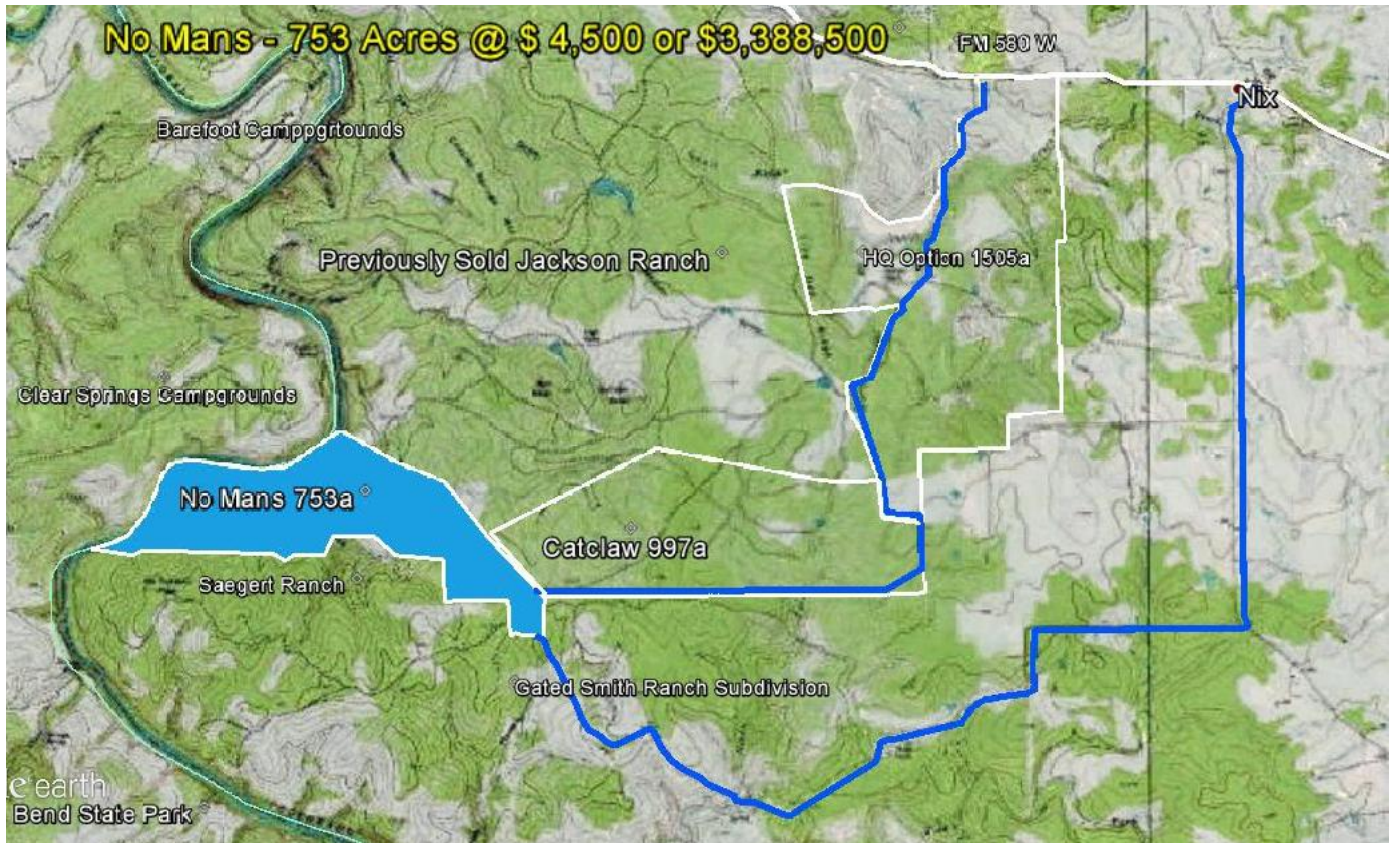 No Mans - 753 Acres @ $ 4,500 or $3,388,500
FM 580 W
Nix
Barefoot Camppgrtounds
Previously Sold Jackson Ranch
HQ Option 1505a
Clear Springs Campgrounds
No Mans 753a
Catclaw 997a
Saegert Ranch
Gated Smith Ranch Subdivision
earth
Bend State Park